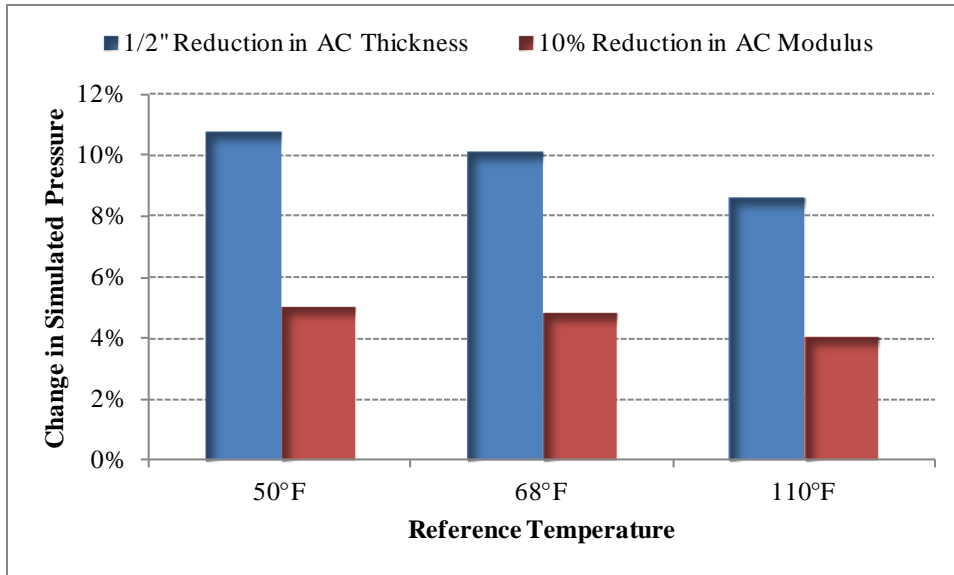 1/2" Reduction in AC Thickness 10% Reduction in AC Modulus
12%
10%
8%
6%
4%
2%
0%
Change in Simulated Pressure
50°F 68°F 110°F
Reference Temperature